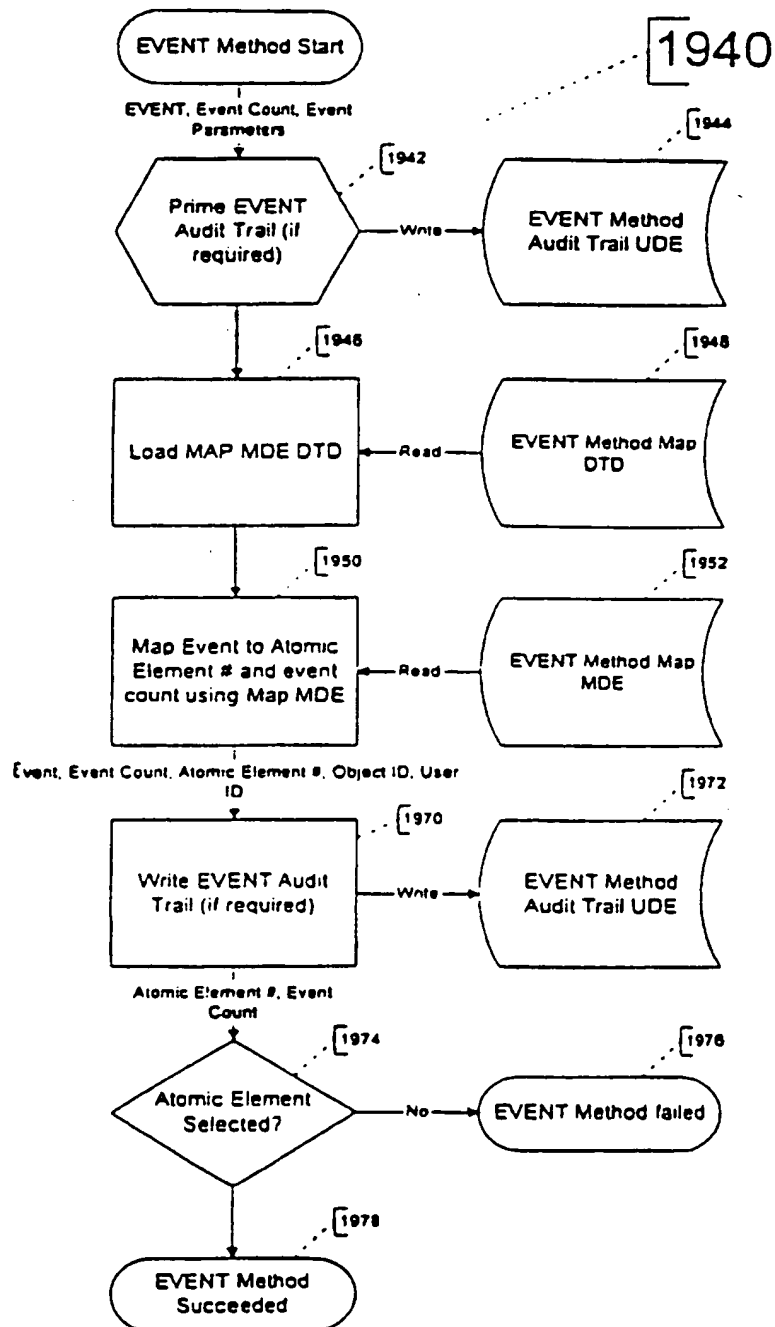 EVENT Method Start
1940
EVENT, Event Count, Event
Parameters
1942
1944
Prime EVENT
Audit Trail (if
required)
Write
EVENT Method
Audit Trail UDE
1946
1948
Load MAP MDE DTD
Read
EVENT Method Map
DTD
1950
1952
Map Event to Atomic
Element # and event
count using Map MDE
Read
EVENT Method Map
MDE
Event, Event Count, Atomic Element #, Object ID, User
ID
1970
1972
Write EVENT Audit
Trail (if required)
Write
EVENT Method
Audit Trail UDE
Atomic Element #, Event
Count
1974
1976
Atomic Element
Selected?
No
EVENT Method failed
1978
EVENT Method
Succeeded